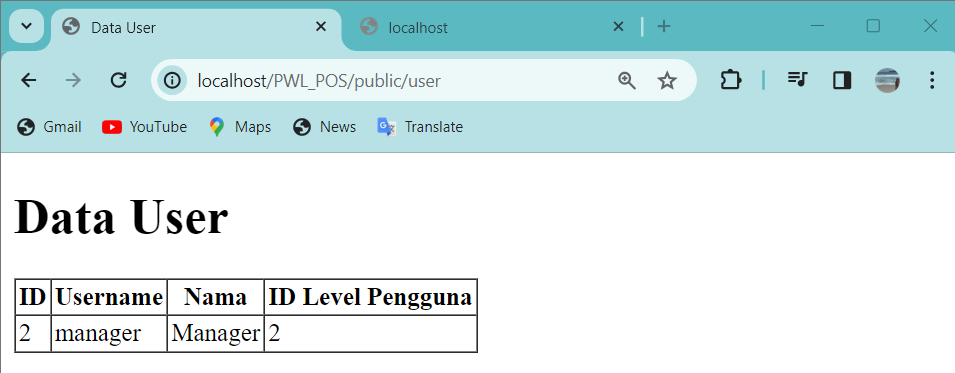 Data User
localhost
localhost/PWL_POS/public/user
Gmail YouTube Maps News Translate
Data User
ID Username Nama ID Level Pengguna
2 manager Manager 2